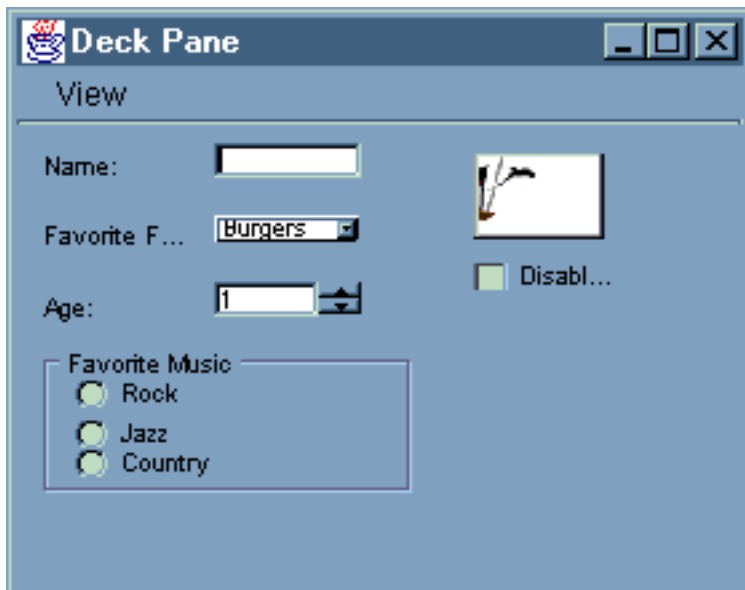 Deck Pane
View
Name:
Favorite F...
Burgers
Age:
1
Disabl...
Favorite Music
Rock
Jazz
Country